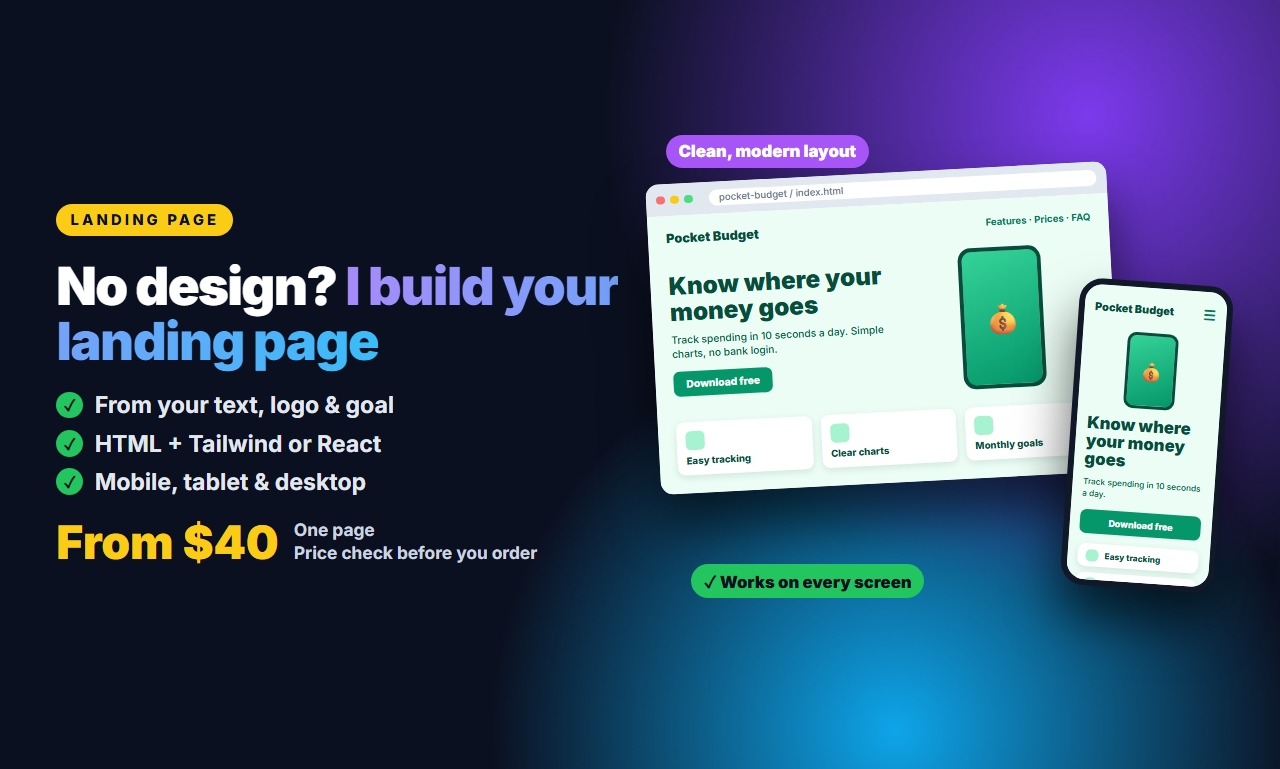 LANDING PAGE
No design? I build your
landing page
✓ From your text, logo & goal
✓ HTML + Tailwind or React
✓ Mobile, tablet & desktop
From $40
One page
Price check before you order
Clean, modern layout
pocket-budget / index.html
Pocket Budget
Features · Prices · FAQ
Know where your
money goes
Track spending in 10 seconds a day. Simple
charts, no bank login.
Download free
Easy tracking
Clear charts
Monthly goals
Pocket Budget
Know where
your money
goes
Track spending in 10 seconds
a day.
Download free
Easy tracking
✓ Works on every screen